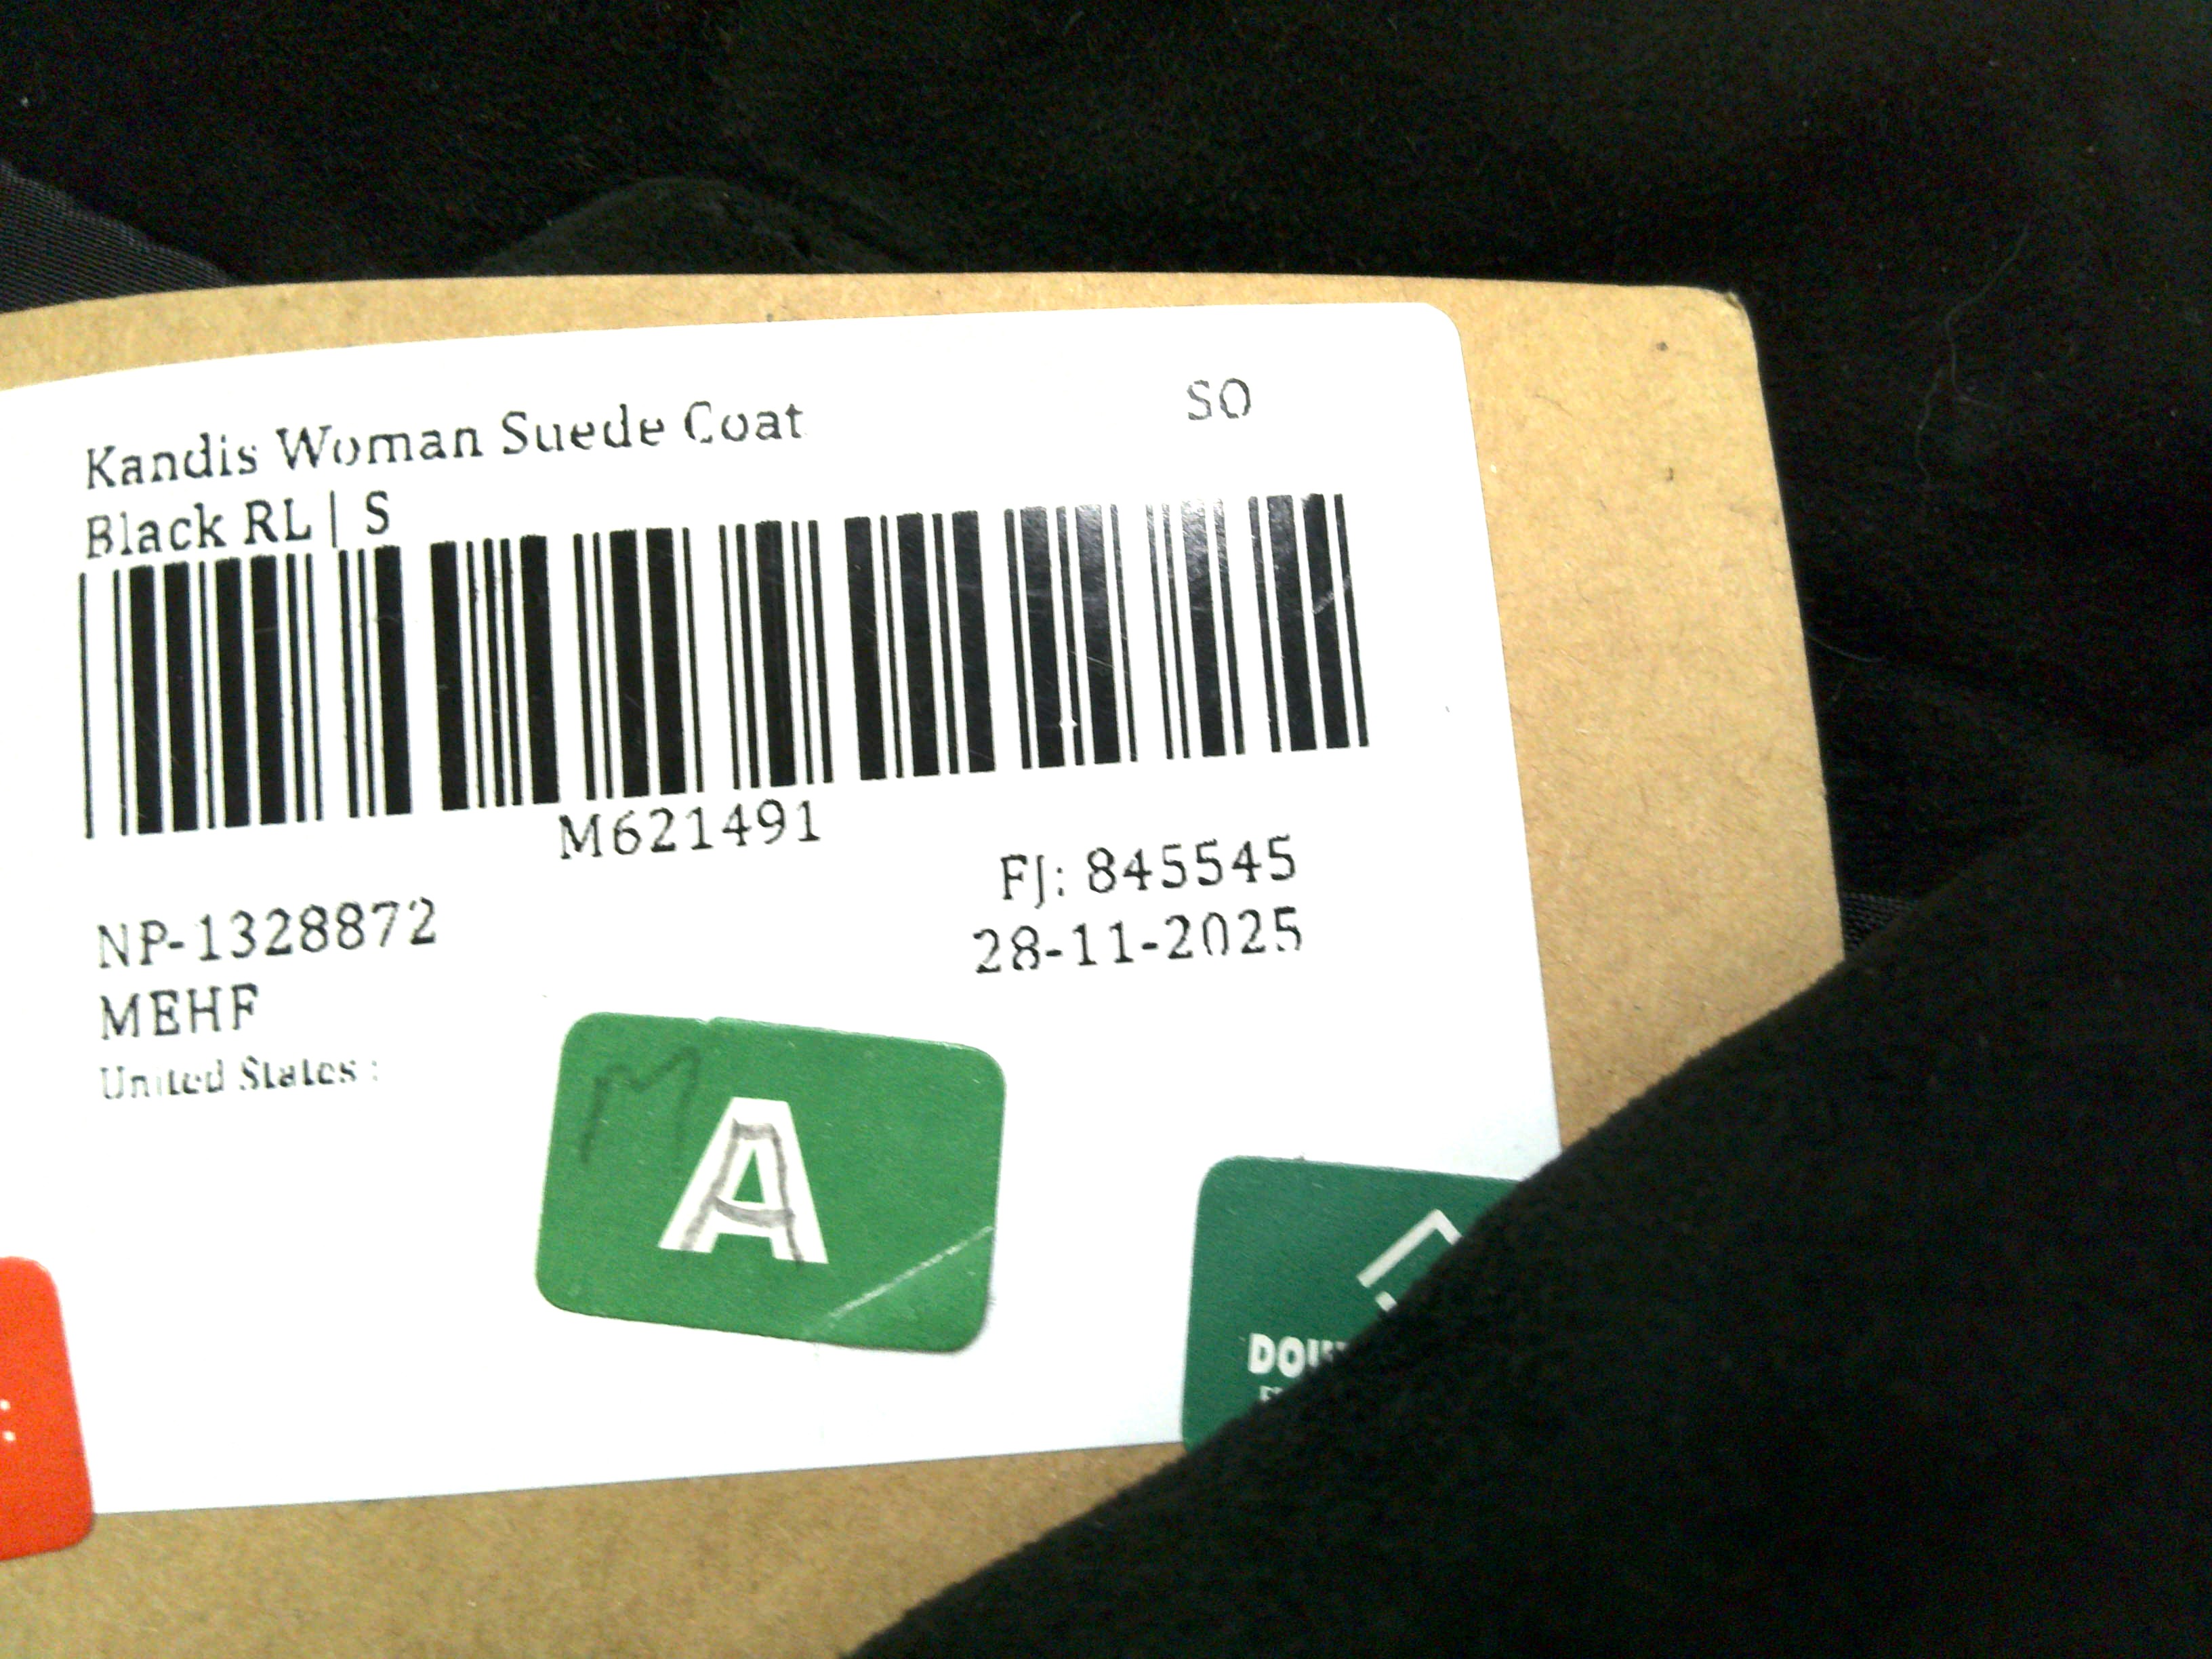 Kandis Woman Suede Coat
SO
Black RL | S
M621491
FJ: 845545
NP-1328872
28-11-2025
MEHF
United States :
M
A